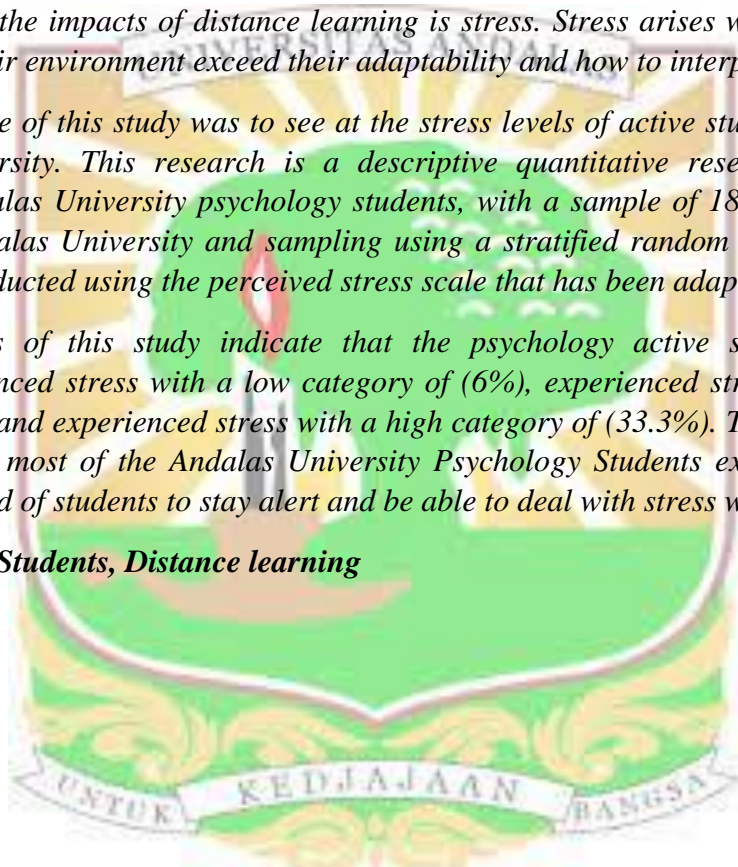 the impacts of distance learning is stress. Stress arises w
UNIVERSITAS ANDALAS
ir environment exceed their adaptability and how to interp
e of this study was to see at the stress levels of active stu
rsity. This research is a descriptive quantitative rese
las University psychology students, with a sample of 18
alas University and sampling using a stratified random
ducted using the perceived stress scale that has been adap
s of this study indicate that the psychology active s
nced stress with a low category of (6%), experienced str
and experienced stress with a high category of (33.3%). T
most of the Andalas University Psychology Students ex
d of students to stay alert and be able to deal with stress w
Students, Distance learning
UNTUK KEDJAJAAN BANGSA